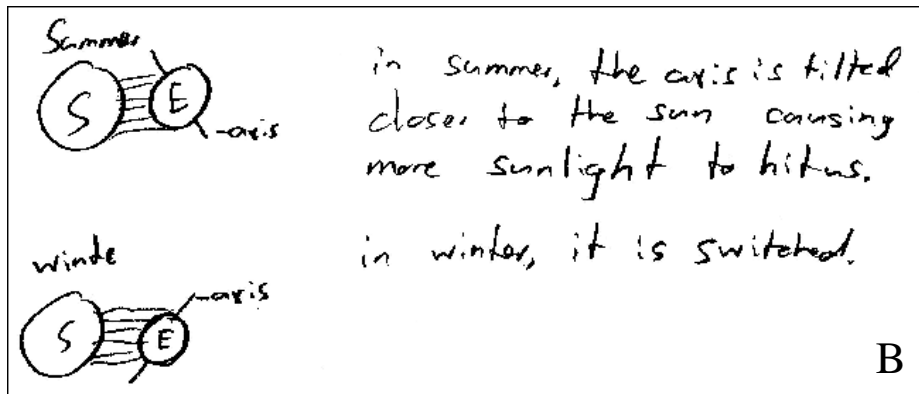 Summer
S E
-axis
in summer, the axis is tilted
closer to the sun causing
more sunlight to hit us.
in winter, it is switched.
winte
-axis
S E
B